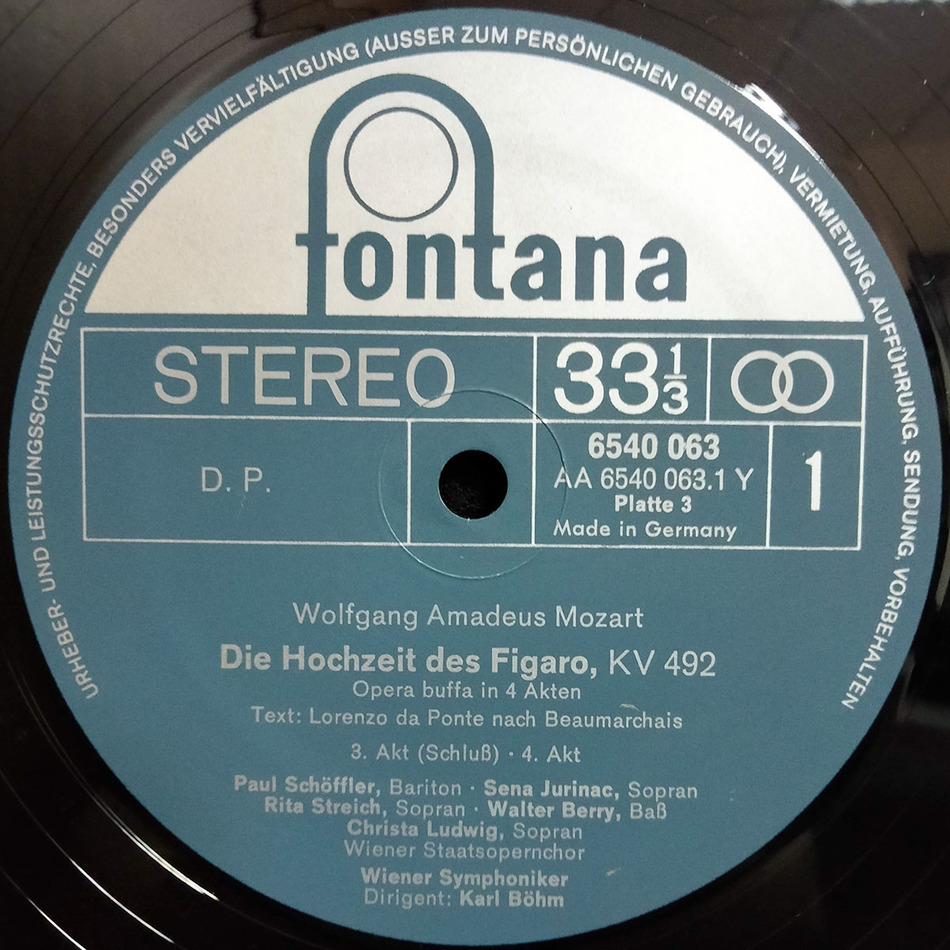 URHEBER- UND LEISTUNGSSCHUTZRECHTE, BESONDERS VERVIELFÄLTIGUNG (AUSSER ZUM PERSÖNLICHEN GEBRAUCH), VERMIETUNG, AUFFÜHRUNG, SENDUNG, VORBEHALTEN
fontana
STEREO 33 1/3
D. P.
6540 063
AA 6540 063.1 Y
Platte 3
Made in Germany
1
Wolfgang Amadeus Mozart
Die Hochzeit des Figaro, KV 492
Opera buffa in 4 Akten
Text: Lorenzo da Ponte nach Beaumarchais
3. Akt (Schluß) · 4. Akt
Paul Schöffler, Bariton · Sena Jurinac, Sopran
Rita Streich, Sopran · Walter Berry, Baß
Christa Ludwig, Sopran
Wiener Staatsopernchor
Wiener Symphoniker
Dirigent: Karl Böhm